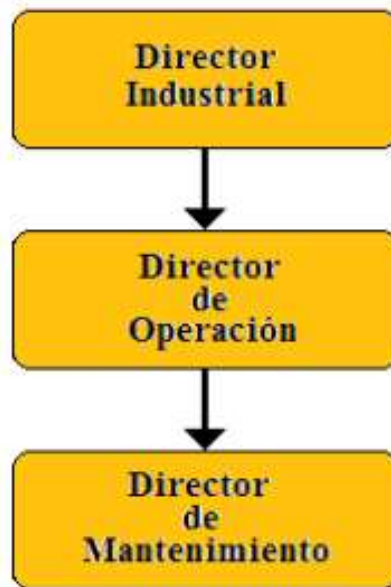 Director
Industrial
Director
de
Operación
Director
de
Mantenimiento